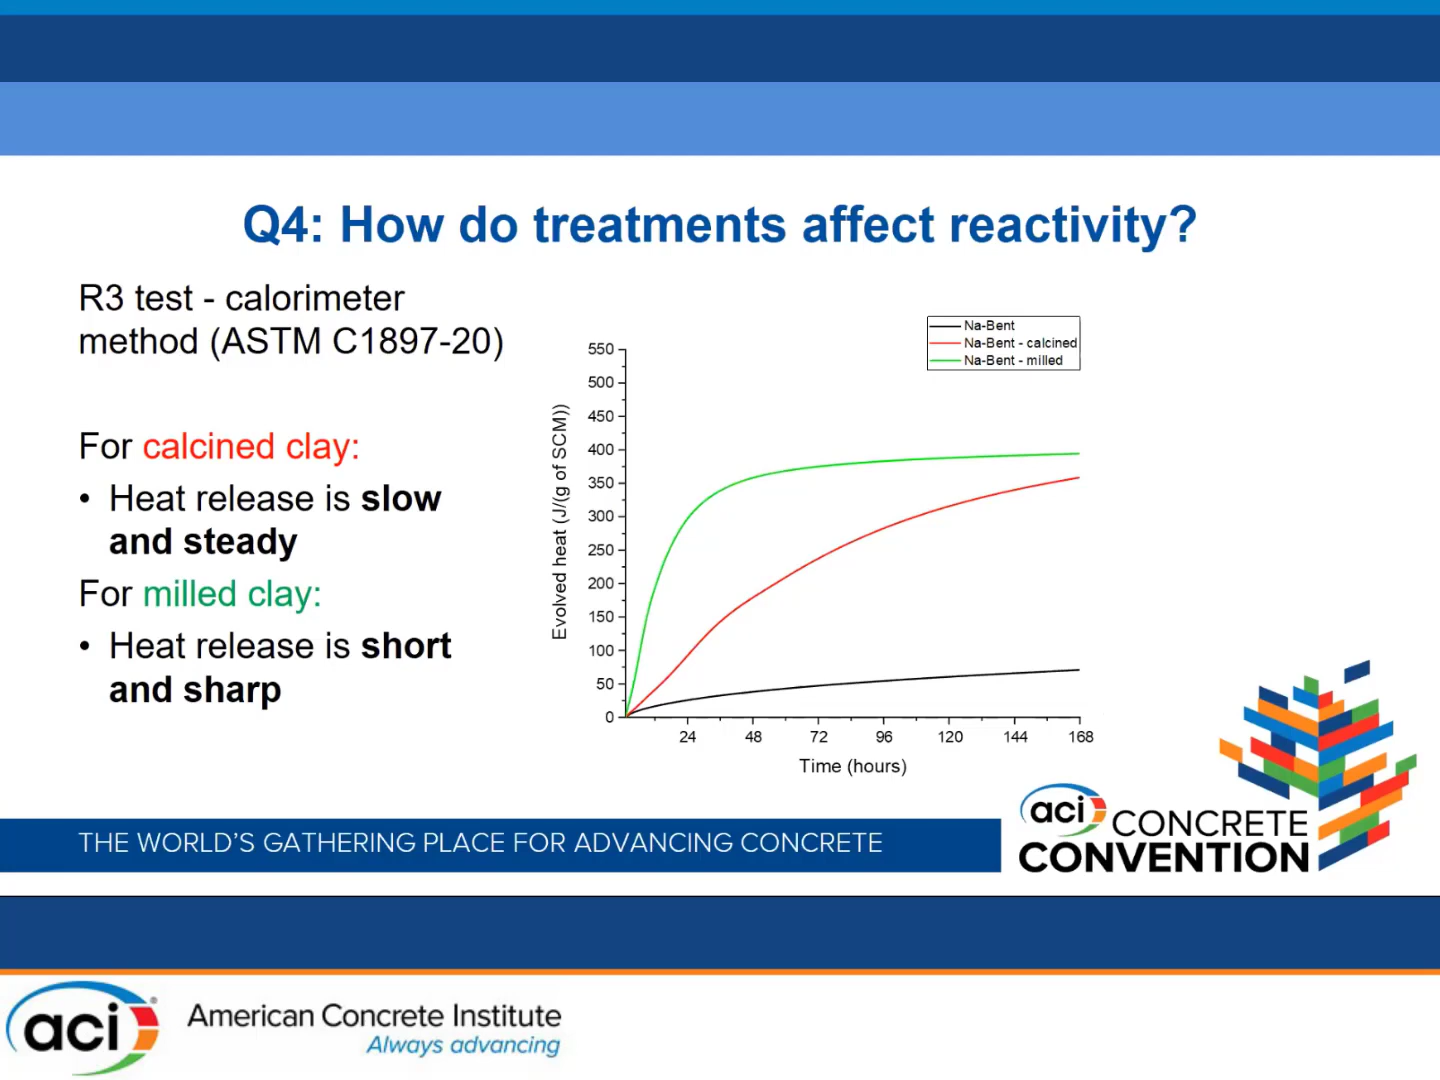 Q4: How do treatments affect reactivity?
R3 test - calorimeter
method (ASTM C1897-20)
For calcined clay:
• Heat release is slow
and steady
For milled clay:
• Heat release is short
and sharp
Na-Bent
Na-Bent - calcined
Na-Bent - milled
Evolved heat (J/(g of SCM))
550
500
450
400
350
300
250
200
150
100
50
0
24 48 72 96 120 144 168
Time (hours)
THE WORLD'S GATHERING PLACE FOR ADVANCING CONCRETE
aci CONCRETE
CONVENTION
aci American Concrete Institute
Always advancing